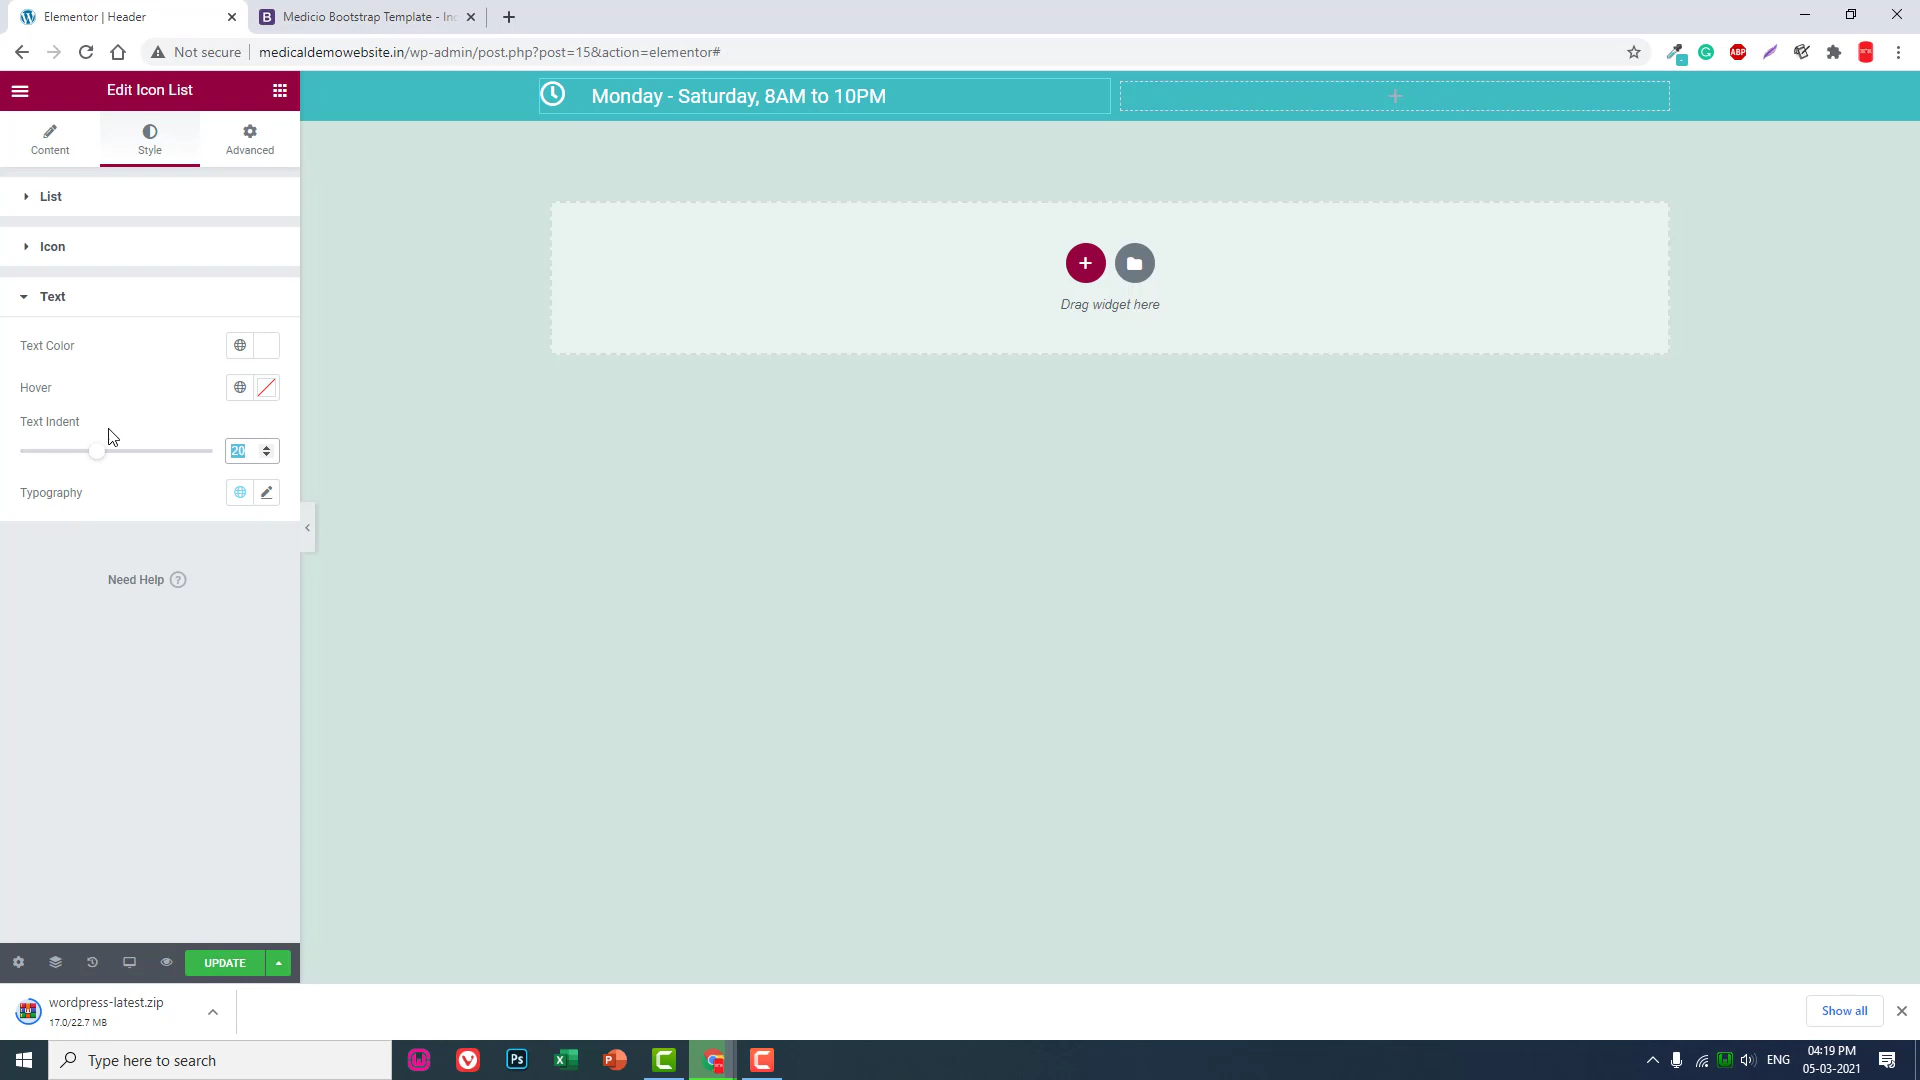 Elementor | Header
Medicio Bootstrap Template - Inc
Not secure
medicaldemowebsite.in/wp-admin/post.php?post=15&action=elementor#
ABP
Edit Icon List
Monday - Saturday, 8AM to 10PM
Content
Style
Advanced
List
Icon
Text
Text Color
Hover
Text Indent
20
Typography
Drag widget here
Need Help
UPDATE
wordpress-latest.zip
17.0/22.7 MB
Show all
Type here to search
Ps
ENG
04:19 PM
05-03-2021